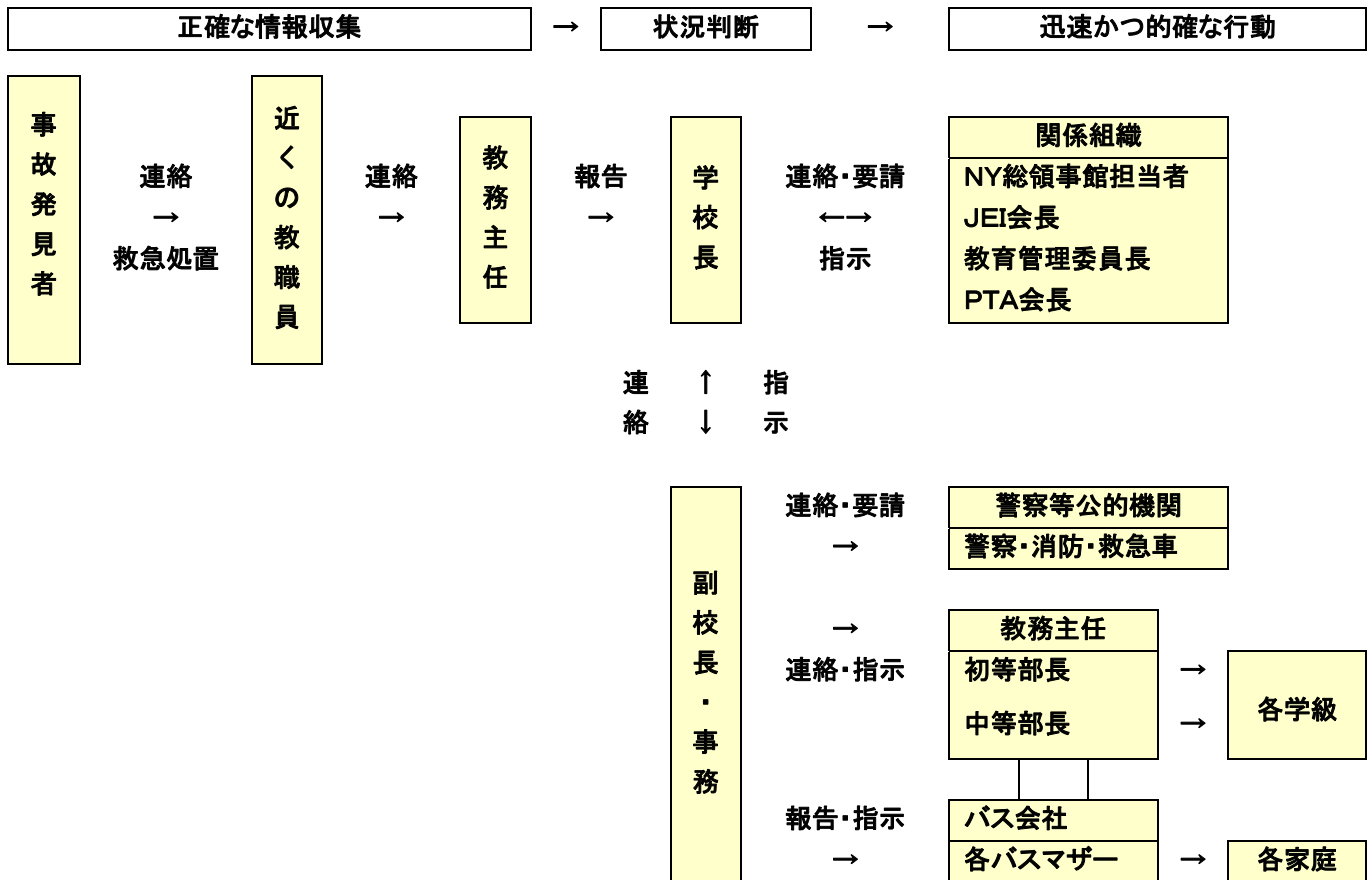 正確な情報収集 → 状況判断 → 迅速かつ的確な行動
事故発見者
連絡
→
救急処置
近くの教職員
連絡
→
教務主任
報告
→
学校長
連絡・要請
←→
指示
関係組織
NY総領事館担当者
JEI会長
教育管理委員長
PTA会長
連絡
↑
↓
指示
副校長・事務
連絡・要請
→
警察等公的機関
警察・消防・救急車
→
連絡・指示
教務主任
初等部長 →
中等部長 →
各学級
報告・指示
→
バス会社
各バスマザー → 各家庭